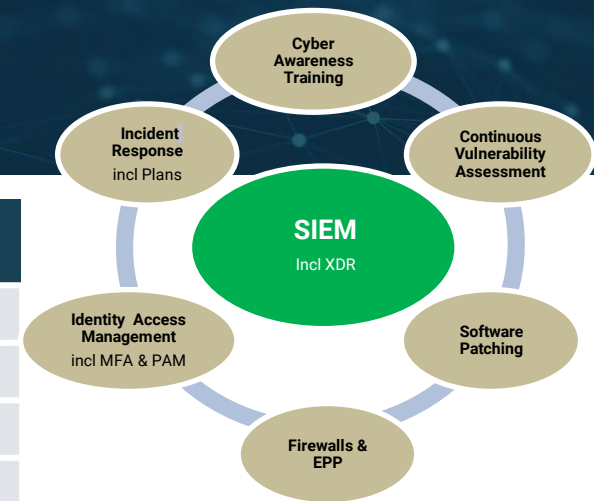 Cyber
Awareness
Training
Incident
Response
incl Plans
Continuous
Vulnerability
Assessment
SIEM
Incl XDR
Identity Access
Management
incl MFA & PAM
Software
Patching
Firewalls &
EPP